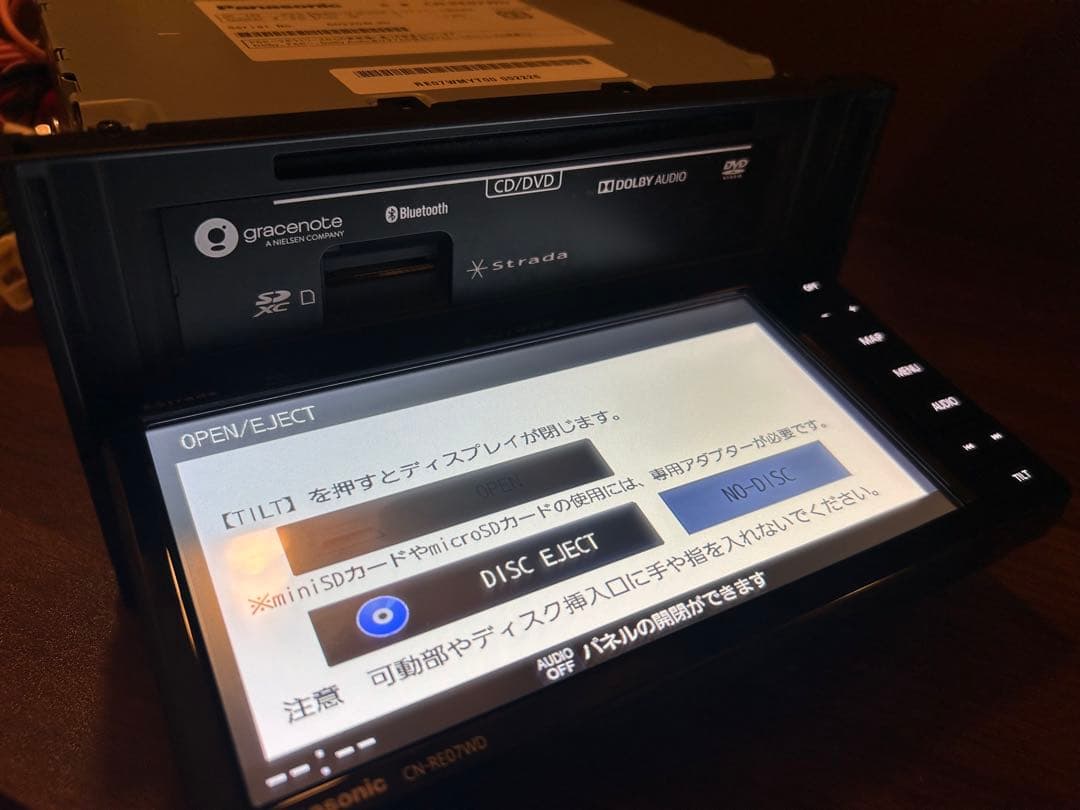 Panasonic
RE07WMYT00 002226
CD/DVD
DOLBY AUDIO
DVD
gracenote
A NIELSEN COMPANY
Bluetooth
SD
XC
Strada
OPEN/EJECT
【TILT】を押すとディスプレイが閉じます。
OPEN
※miniSDカードやmicroSDカードの使用には、専用アダプターが必要です。
DISC EJECT
NO-DISC
注意 可動部やディスク挿入口に手や指を入れないでください。
AUDIO OFF パネルの開閉ができます
--:--
MAP
MENU
AUDIO
TILT
Panasonic CN-RE07WD